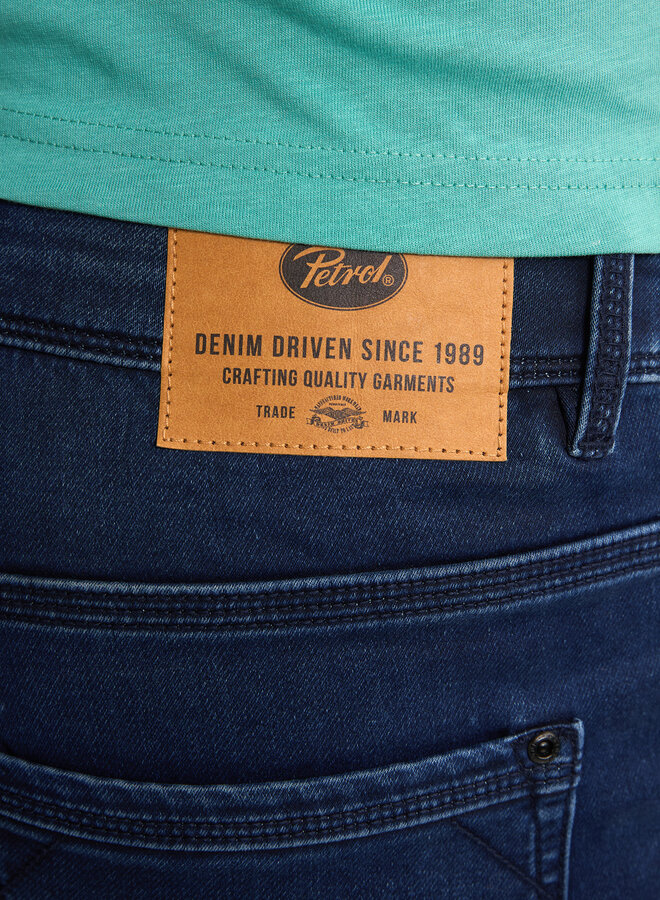 Petrol®
DENIM DRIVEN SINCE 1989
CRAFTING QUALITY GARMENTS
TRADE MARK